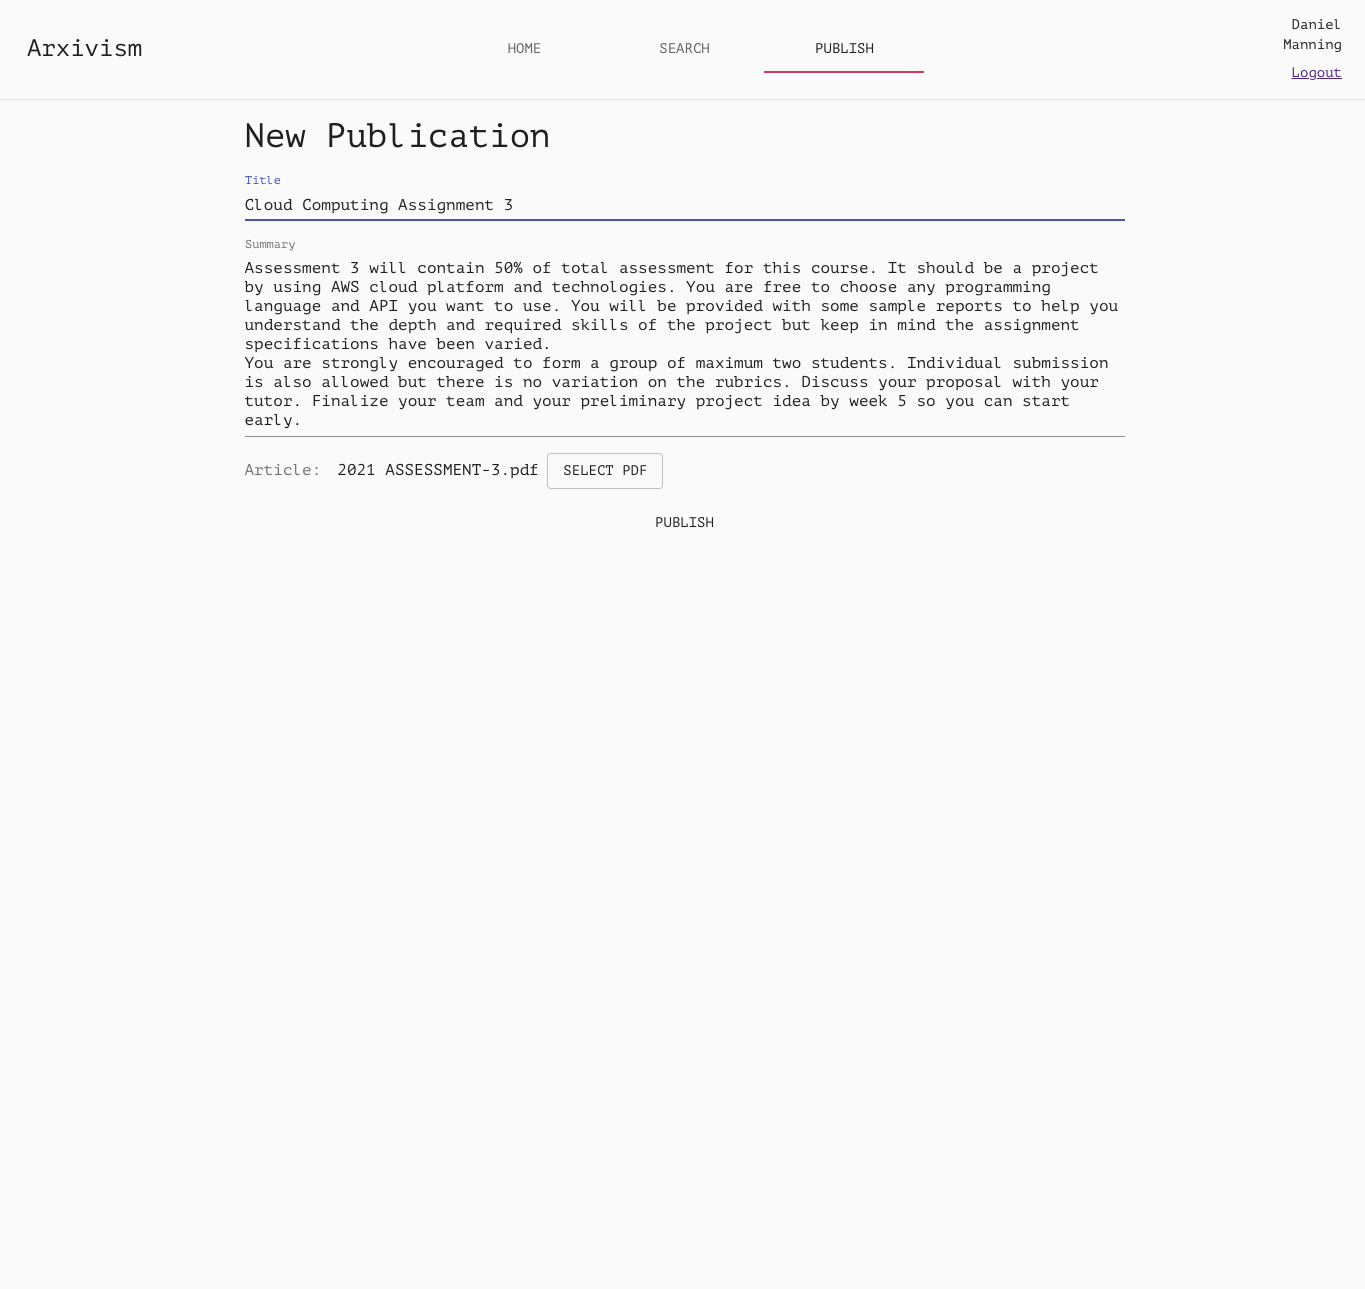 Arxivism
HOME
SEARCH
PUBLISH
Daniel
Manning
Logout
New Publication
Title
Cloud Computing Assignment 3
Summary
Assessment 3 will contain 50% of total assessment for this course. It should be a project
by using AWS cloud platform and technologies. You are free to choose any programming
language and API you want to use. You will be provided with some sample reports to help you
understand the depth and required skills of the project but keep in mind the assignment
specifications have been varied.
You are strongly encouraged to form a group of maximum two students. Individual submission
is also allowed but there is no variation on the rubrics. Discuss your proposal with your
tutor. Finalize your team and your preliminary project idea by week 5 so you can start
early.
Article: 2021 ASSESSMENT-3.pdf SELECT PDF
PUBLISH